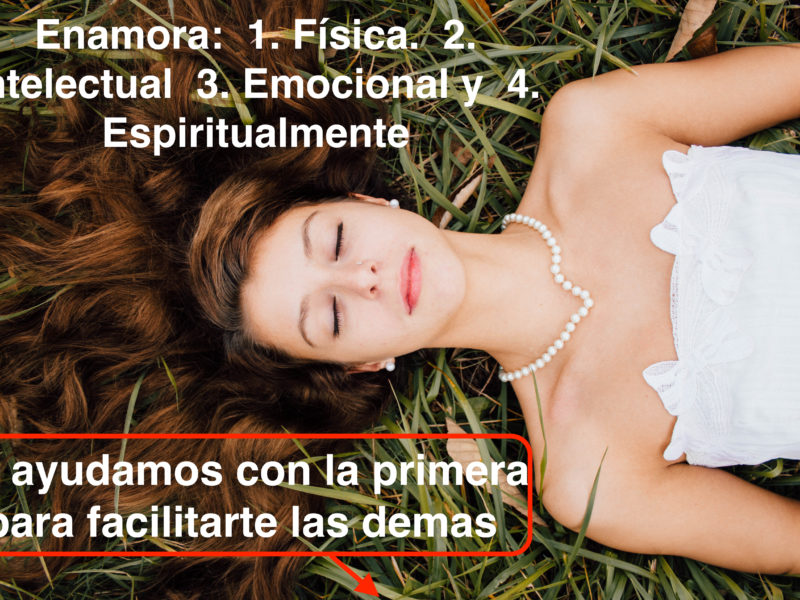 Enamora: 1. Física. 2.
ntelectual 3. Emocional y 4.
Espiritualmente
ayudamos con la primera
para facilitarte las demas